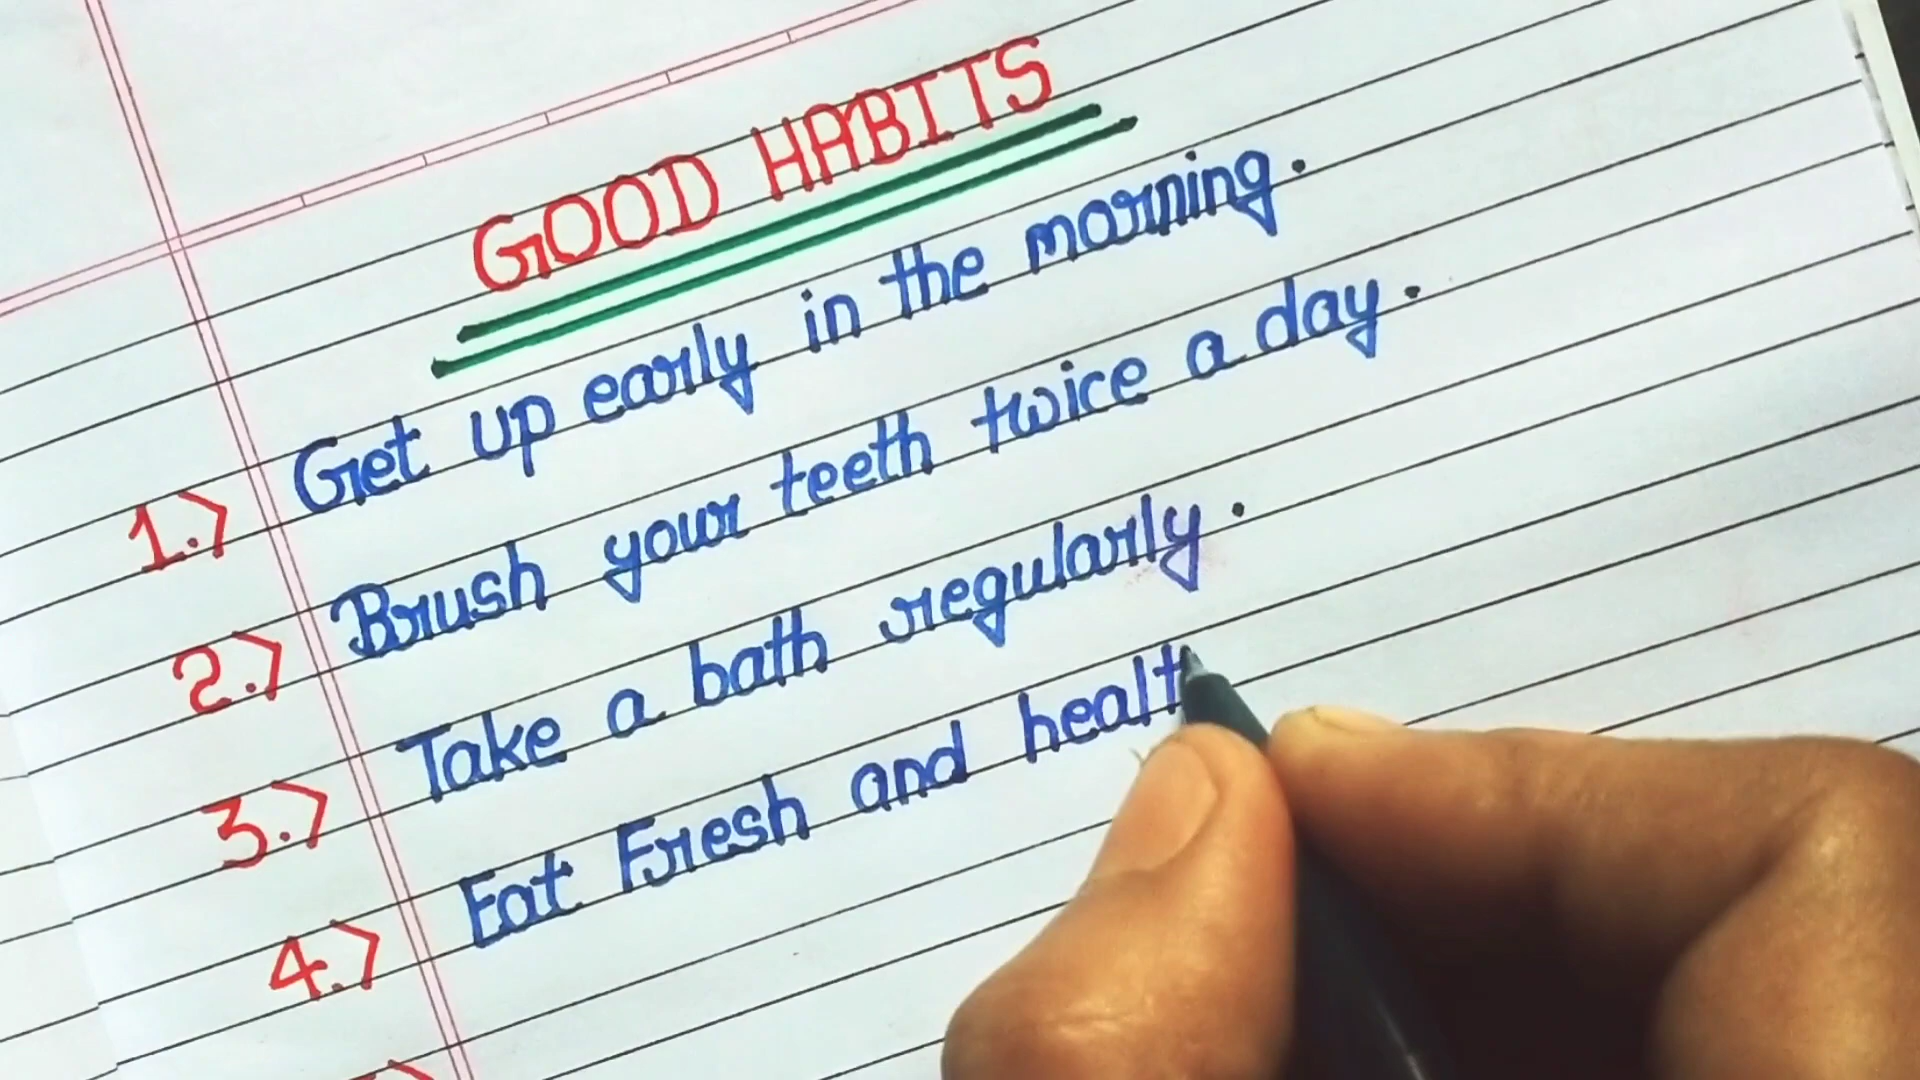 GOOD HABITS
1.) Get up early in the morning.
2.) Brush your teeth twice a day.
3.) Take a bath regularly.
4.) Eat Fresh and healt